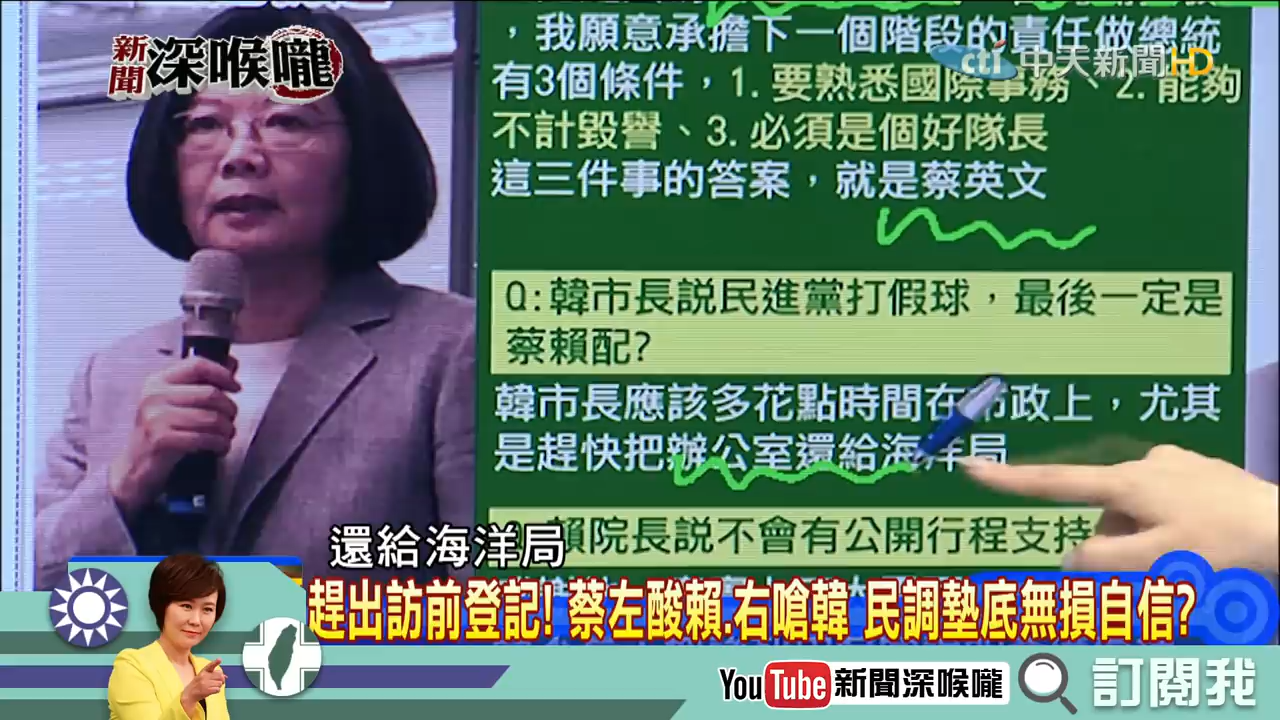 新聞深喉嚨
，我願意承擔下一個階段的責任做總統
cti 中天新聞HD
有3個條件，1. 要熟悉國際事務、2. 能夠
不計毀譽、3. 必須是個好隊長
這三件事的答案，就是蔡英文
Q:韓市長說民進黨打假球，最後一定是
蔡賴配?
韓市長應該多花點時間在市政上，尤其
是趕快把辦公室還給海洋局
賴院長說不會有公開行程支持
還給海洋局
趕出訪前登記! 蔡左酸賴.右嗆韓 民調墊底無損自信?
YouTube 新聞深喉嚨 訂閱我